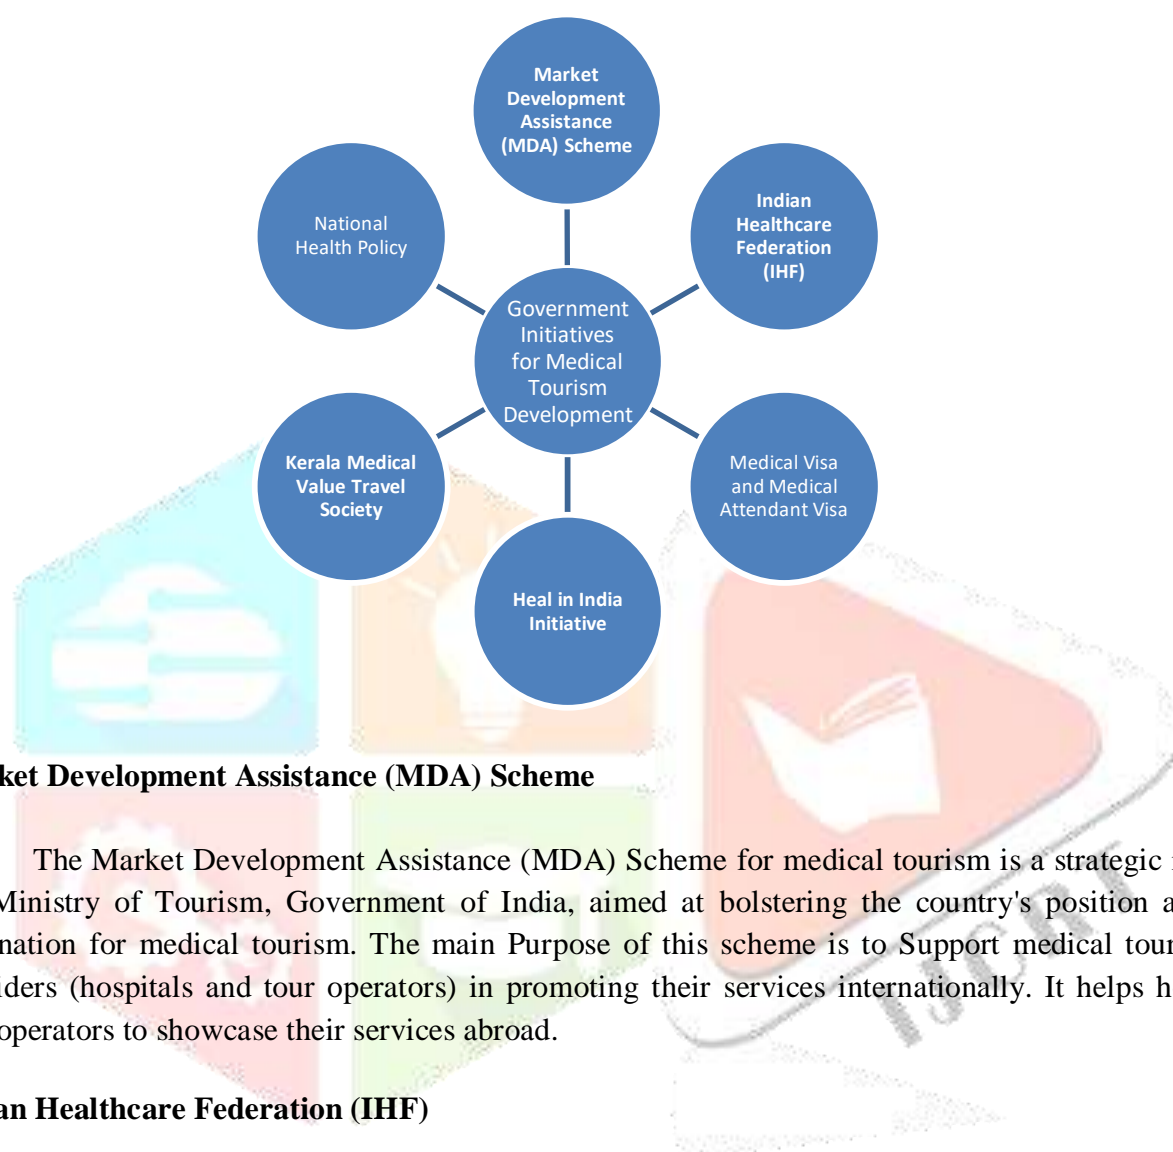 Market
Development
Assistance
(MDA) Scheme
Indian
Healthcare
Federation
(IHF)
National
Health Policy
Government
Initiatives
for Medical
Tourism
Development
Kerala Medical
Value Travel
Society
Medical Visa
and Medical
Attendant Visa
Heal in India
Initiative
ket Development Assistance (MDA) Scheme
The Market Development Assistance (MDA) Scheme for medical tourism is a strategic
Ministry of Tourism, Government of India, aimed at bolstering the country's position a
nation for medical tourism. The main Purpose of this scheme is to Support medical tour
iders (hospitals and tour operators) in promoting their services internationally. It helps h
operators to showcase their services abroad.
an Healthcare Federation (IHF)
IJCRT